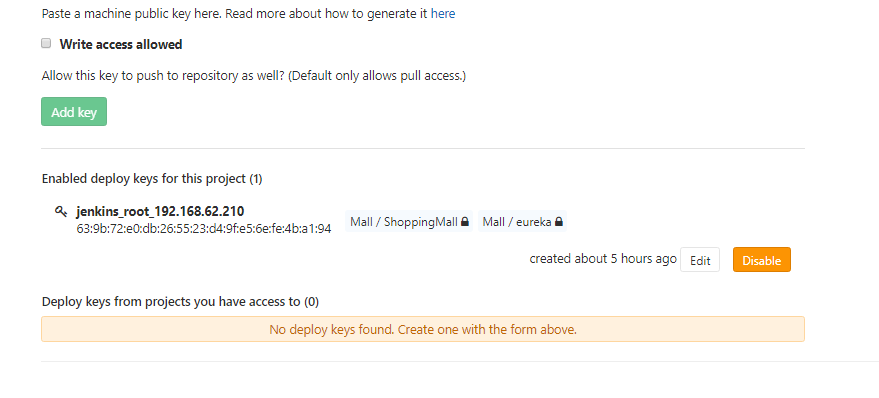 Paste a machine public key here. Read more about how to generate it here
Write access allowed
Allow this key to push to repository as well? (Default only allows pull access.)
Add key
Enabled deploy keys for this project (1)
jenkins_root_192.168.62.210
63:9b:72:e0:db:26:55:23:d4:9f:e5:6e:fe:4b:a1:94
Mall / ShoppingMall Mall / eureka
created about 5 hours ago Edit Disable
Deploy keys from projects you have access to (0)
No deploy keys found. Create one with the form above.